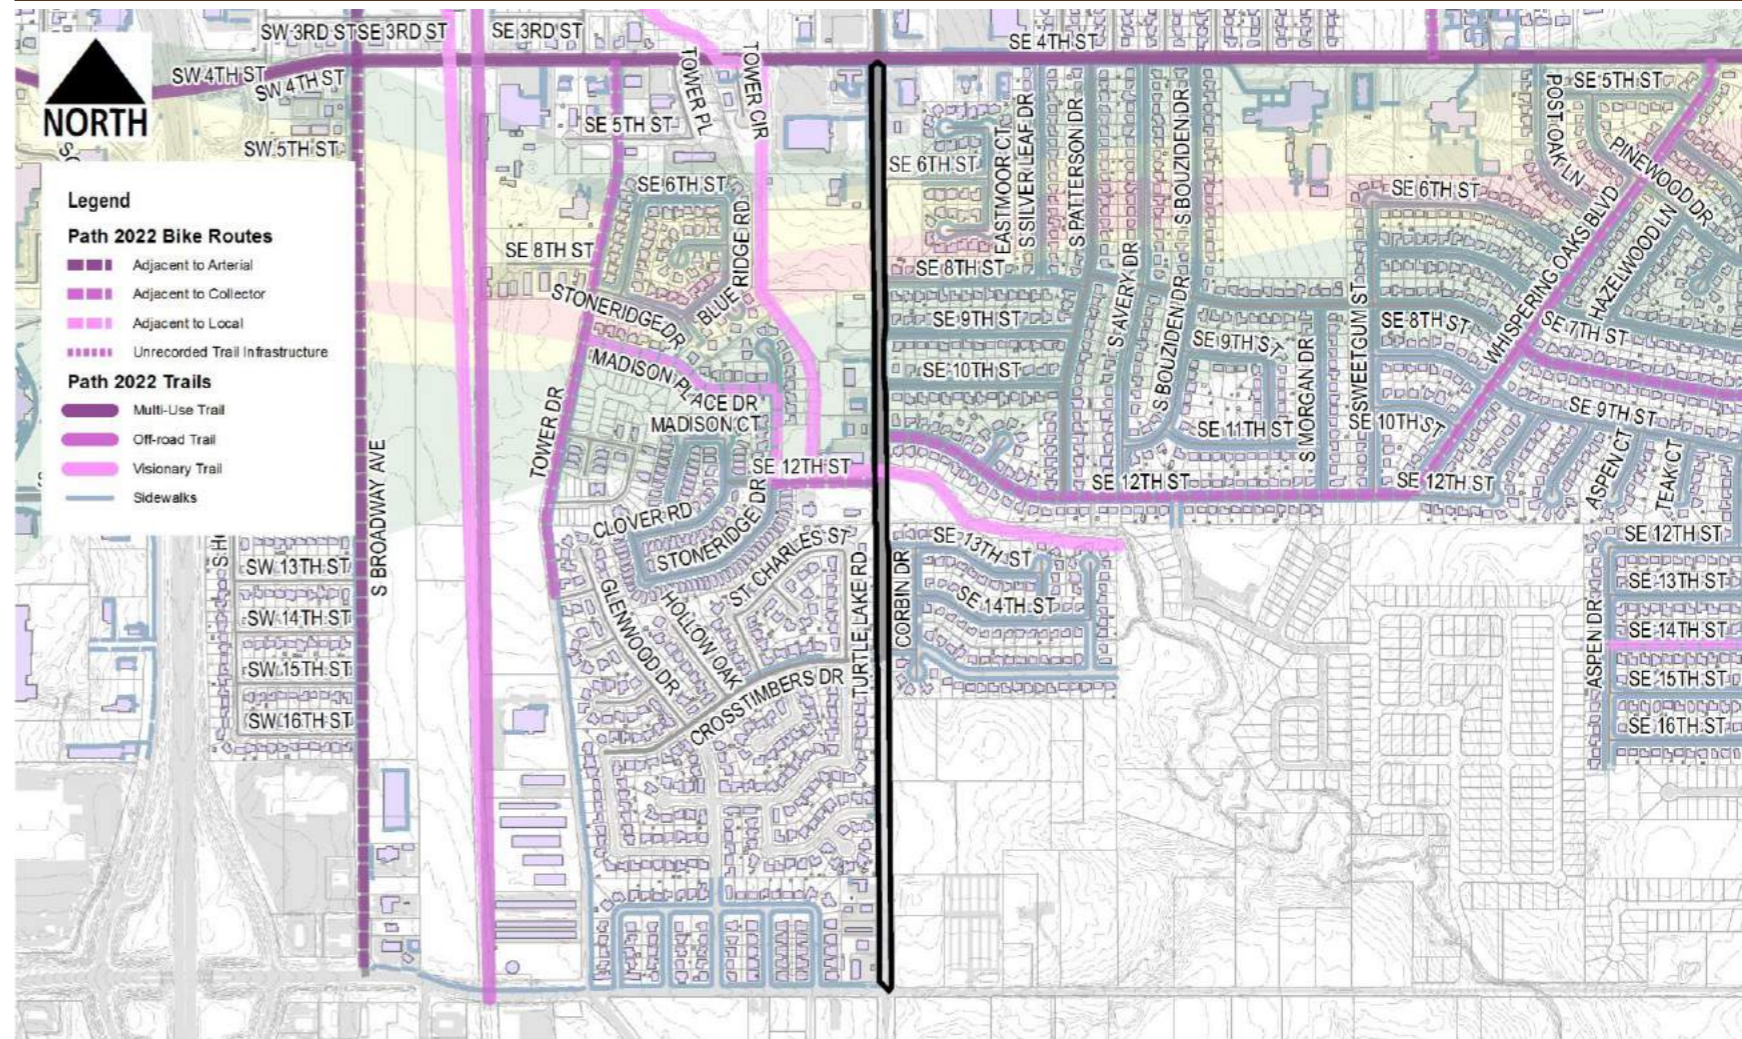 SW 3RD ST
SE 3RD ST
SE 3RD ST
SE 4TH ST
SW 4TH ST
SW 4TH ST
TOWER PL
TOWER CIR
NORTH
SW 5TH ST
SE 5TH ST
SE 5TH ST
POST OAK LN
PINEWOOD DR
SE 6TH ST
EASTMOOR CT
S SILVERLEAF DR
S PATTERSON DR
S BOUZIDEN DR
SE 6TH ST
SE 6TH ST
Legend
Path 2022 Bike Routes
Adjacent to Arterial
Adjacent to Collector
Adjacent to Local
Unrecorded Trail Infrastructure
Path 2022 Trails
Multi-Use Trail
Off-road Trail
Visionary Trail
Sidewalks
SE 8TH ST
BLUE RIDGE RD
STONERIDGE DR
SE 8TH ST
S AVERY DR
S BOUZIDEN DR
HAZELWOOD LN
WHISPERING OAKS BLVD
SE 9TH ST
SE 9TH ST
SE 8TH ST
SE 7TH ST
SWEETGUM ST
S MORGAN DR
MADISON PLACE DR
SE 10TH ST
MADISON CT
SE 11TH ST
SE 10TH ST
SE 9TH ST
ASPEN CT
TEAK CT
TOWER DR
S BROADWAY AVE
SE 12TH ST
SE 12TH ST
SE 12TH ST
CLOVER RD
STONERIDGE DR
ST CHARLES ST
SE 13TH ST
SE 12TH ST
SW 13TH ST
SE 13TH ST
GLENWOOD DR
HOLLOW OAK
TURTLE LAKE RD
CORBIN DR
SE 14TH ST
ASPEN DR
SW 14TH ST
SE 14TH ST
SW 15TH ST
SE 15TH ST
CROSSTIMBERS DR
SW 16TH ST
SE 16TH ST